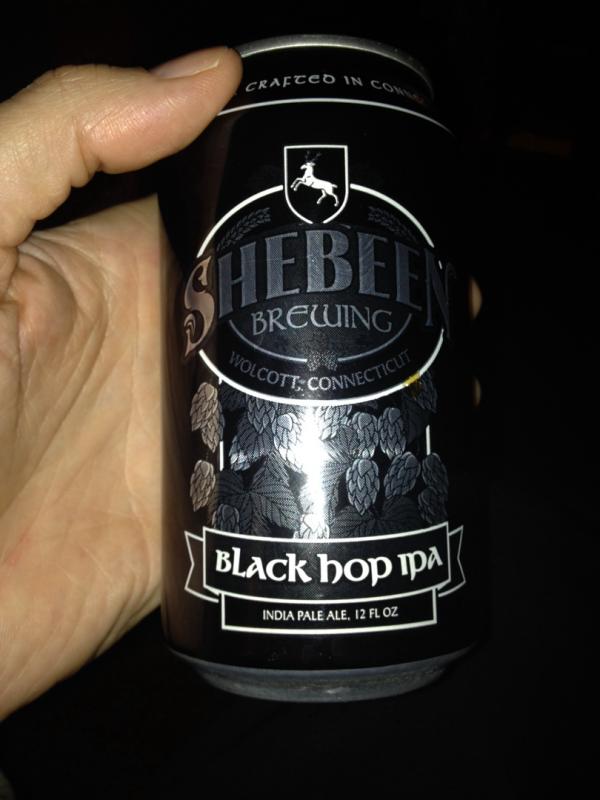 CRAFTED IN
SHEBEEN
BREWING
WOLCOTT, CONNECTICUT
BLACK HOP IPA
INDIA PALE ALE, 12 FL OZ